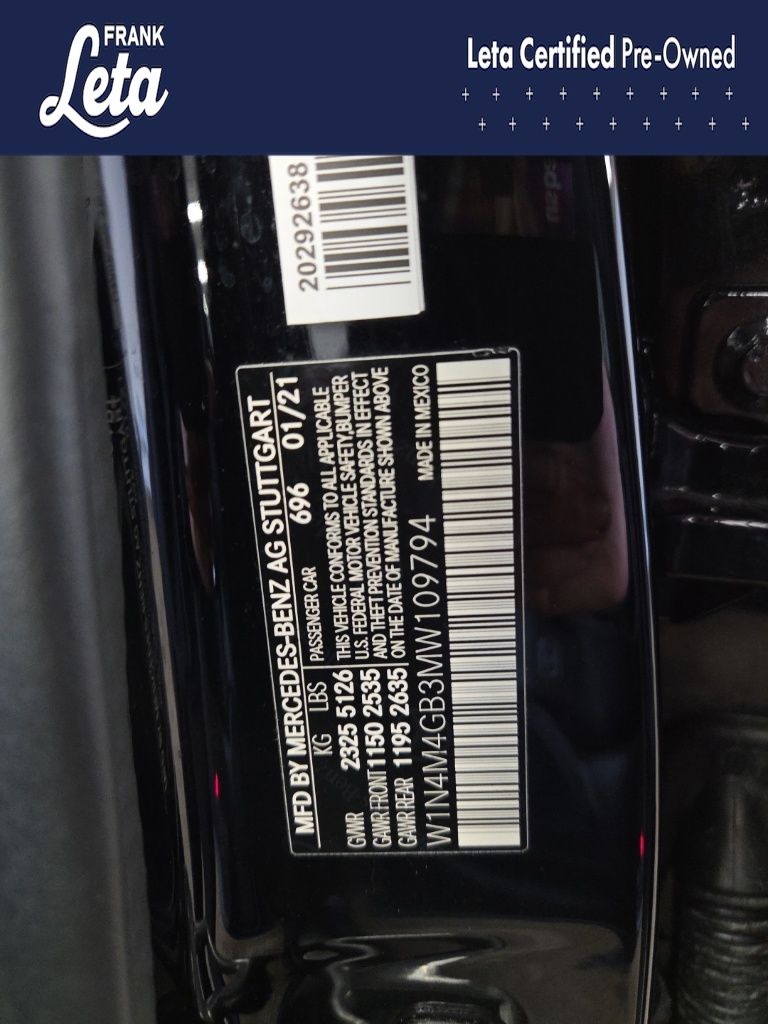 FRANK
Leta
Leta Certified Pre-Owned
20292638
MFD BY MERCEDES-BENZ AG STUTTGART
KG LBS PASSENGER CAR 696 01/21
GVWR 2325 5126 THIS VEHICLE CONFORMS TO ALL APPLICABLE
U.S. FEDERAL MOTOR VEHICLE SAFETY,BUMPER
GAWR FRONT 1150 2535 AND THEFT PREVENTION STANDARDS IN EFFECT
GAWR REAR 1195 2635 ON THE DATE OF MANUFACTURE SHOWN ABOVE
W1N4M4GB3MW109794 MADE IN MEXICO